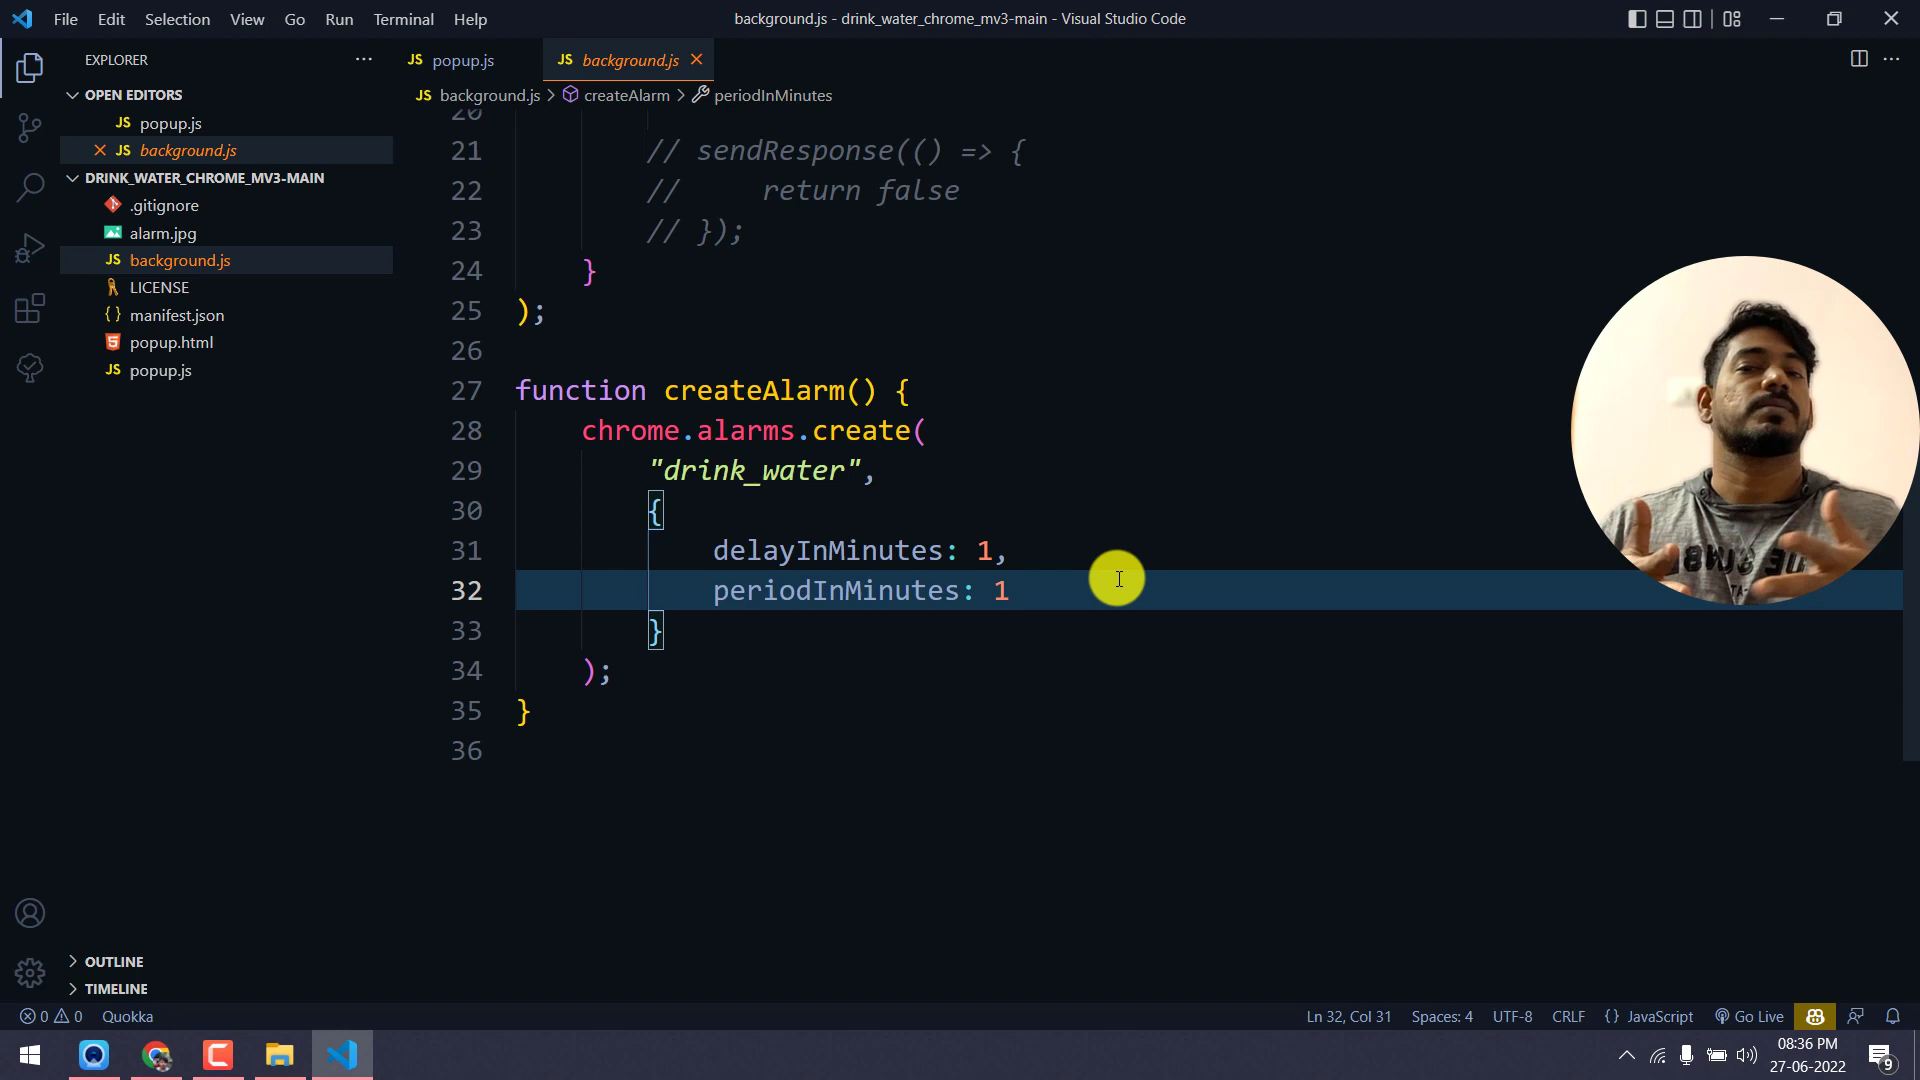 File Edit Selection View Go Run Terminal Help
background.js - drink_water_chrome_mv3-main - Visual Studio Code
EXPLORER
OPEN EDITORS
JS popup.js
JS background.js
DRINK_WATER_CHROME_MV3-MAIN
.gitignore
alarm.jpg
JS background.js
LICENSE
{} manifest.json
popup.html
JS popup.js
OUTLINE
TIMELINE
JS popup.js JS background.js
JS background.js > createAlarm > periodInMinutes
20
21 // sendResponse(() => {
22 //     return false
23 // });
24 }
25 );
26
27 function createAlarm() {
28 chrome.alarms.create(
29 "drink_water",
30 {
31 delayInMinutes: 1,
32 periodInMinutes: 1
33 }
34 );
35 }
36
0 0 Quokka
Ln 32, Col 31 Spaces: 4 UTF-8 CRLF {} JavaScript Go Live
08:36 PM
27-06-2022
9